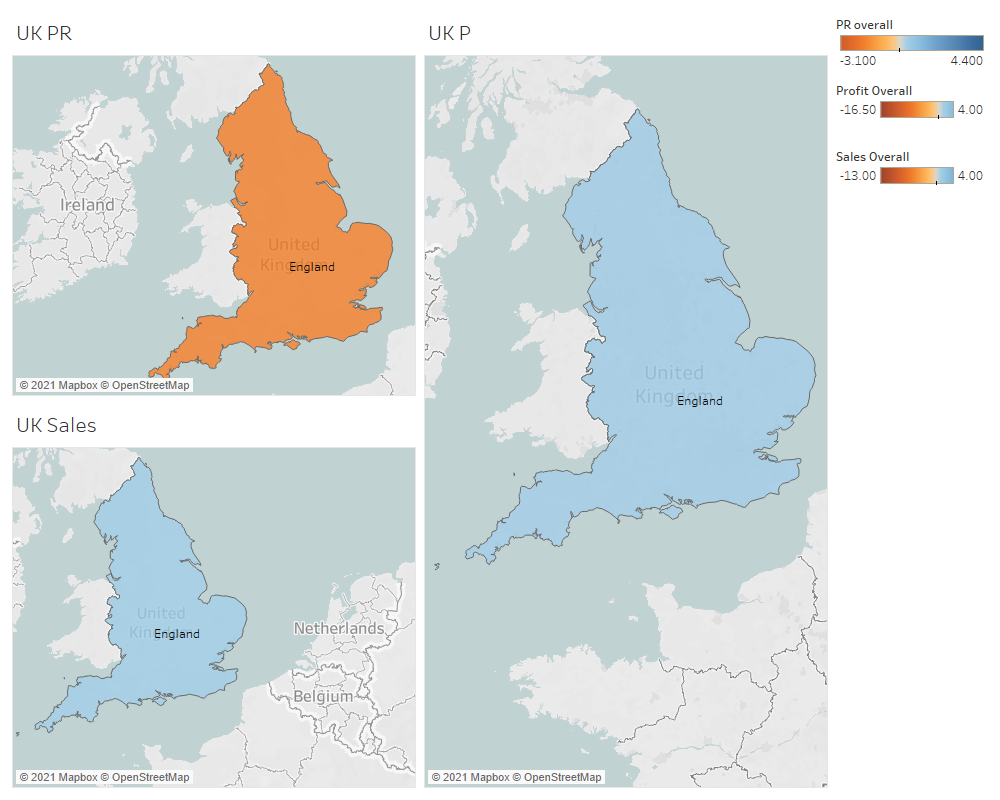 UK PR
Ireland
United
Kingdom
England
© 2021 Mapbox © OpenStreetMap
UK Sales
United
Kingdom
England
Netherlands
Belgium
© 2021 Mapbox © OpenStreetMap
UK P
United
Kingdom
England
© 2021 Mapbox © OpenStreetMap
PR overall
-3.100 4.400
Profit Overall
-16.50 4.00
Sales Overall
-13.00 4.00